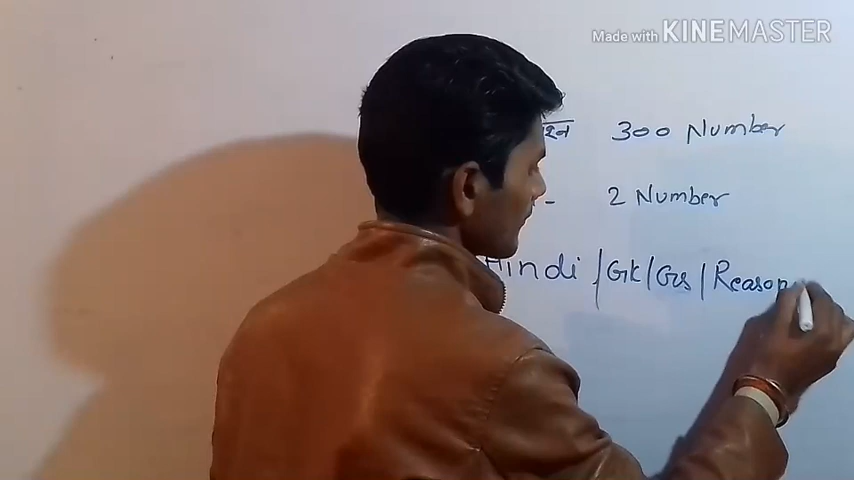 Made with KINEMASTER
300 Number
- 2 Number
Hindi / GK / GS / Reason